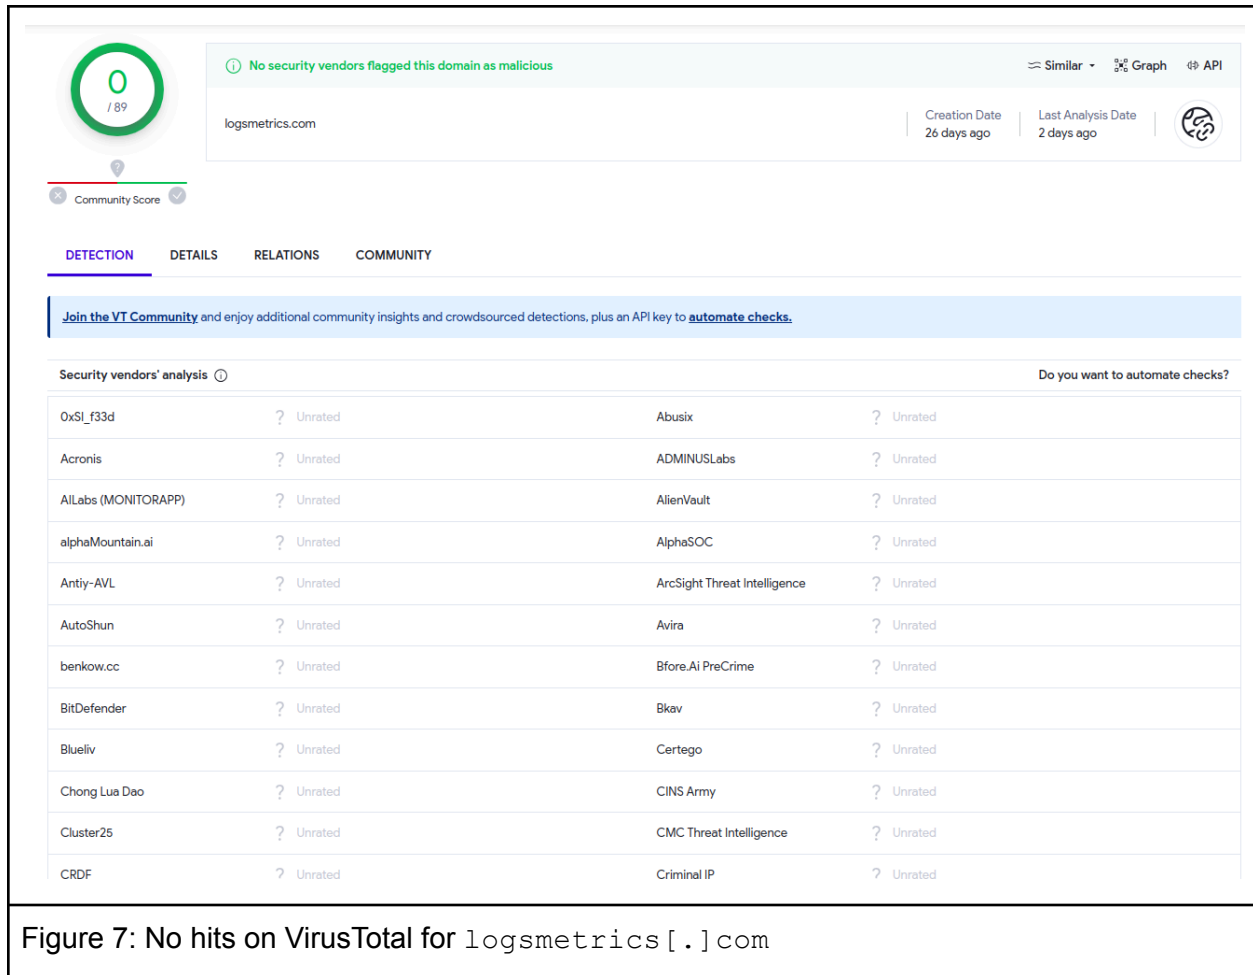 0
/ 89
No security vendors flagged this domain as malicious
Similar
Graph
API
logsmetrics.com
Creation Date
26 days ago
Last Analysis Date
2 days ago
?
Community Score
DETECTION DETAILS RELATIONS COMMUNITY
Join the VT Community and enjoy additional community insights and crowdsourced detections, plus an API key to automate checks.
Security vendors' analysis Do you want to automate checks?
0xSI_f33d ? Unrated Abusix ? Unrated
Acronis ? Unrated ADMINUSLabs ? Unrated
AILabs (MONITORAPP) ? Unrated AlienVault ? Unrated
alphaMountain.ai ? Unrated AlphaSOC ? Unrated
Antiy-AVL ? Unrated ArcSight Threat Intelligence ? Unrated
AutoShun ? Unrated Avira ? Unrated
benkow.cc ? Unrated Bfore.Ai PreCrime ? Unrated
BitDefender ? Unrated Bkav ? Unrated
Blueliv ? Unrated Certego ? Unrated
Chong Lua Dao ? Unrated CINS Army ? Unrated
Cluster25 ? Unrated CMC Threat Intelligence ? Unrated
CRDF ? Unrated Criminal IP ? Unrated
Figure 7: No hits on VirusTotal for logsmetrics[.]com